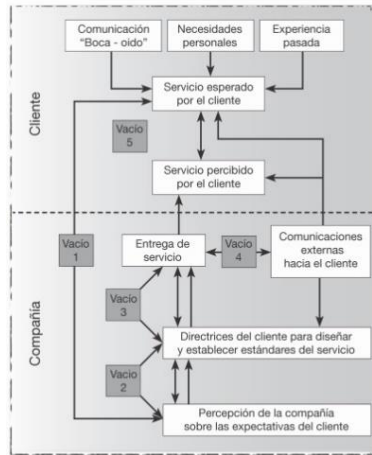 Comunicación
"Boca - oido"
Necesidades
personales
Experiencia
pasada
Servicio esperado
por el cliente
Cliente
Vacío
5
Servicio percibido
por el cliente
Vacío
1
Entrega de
servicio
Vacío
4
Comunicaciones
externas
hacia el cliente
Compañía
Vacío
3
Directrices del cliente para diseñar
y establecer estándares del servicio
Vacío
2
Percepción de la compañía
sobre las expectativas del cliente